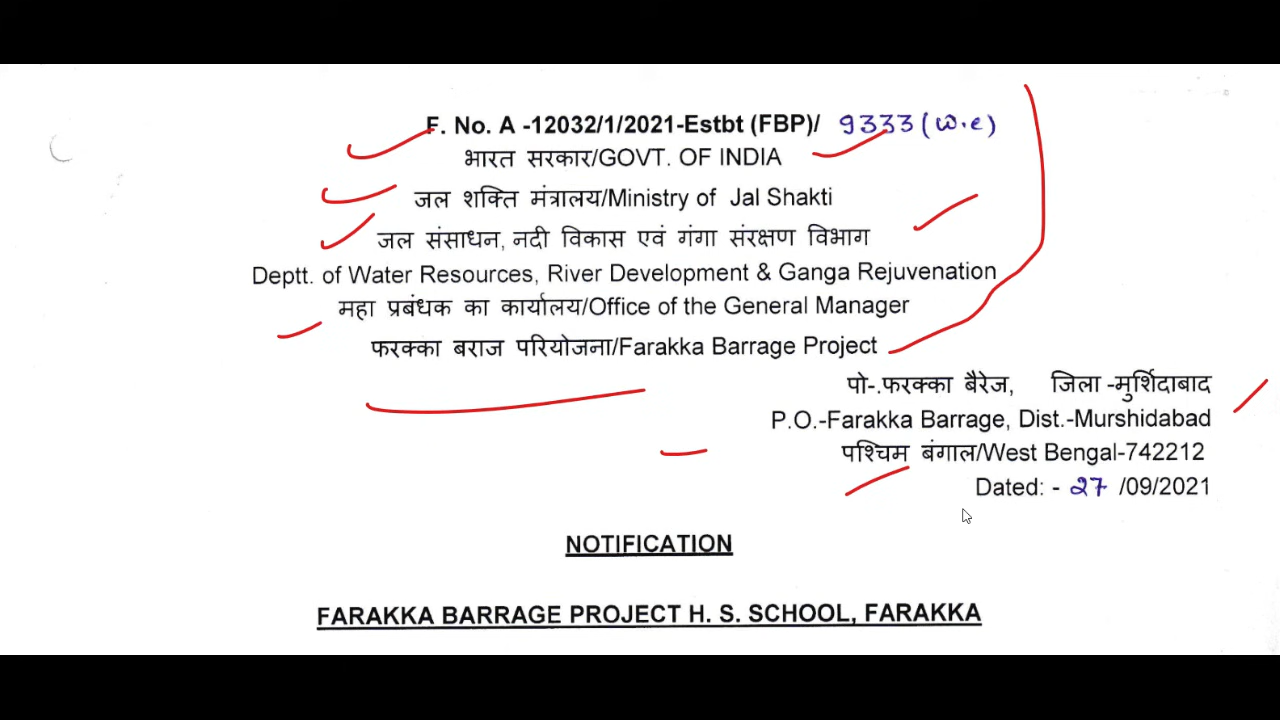 F. No. A -12032/1/2021-Estbt (FBP)/ 9333 (W.e)
भारत सरकार/GOVT. OF INDIA
जल शक्ति मंत्रालय/Ministry of Jal Shakti
जल संसाधन, नदी विकास एवं गंगा संरक्षण विभाग
Deptt. of Water Resources, River Development & Ganga Rejuvenation
महा प्रबंधक का कार्यालय/Office of the General Manager
फरक्का बराज परियोजना/Farakka Barrage Project
पो-.फरक्का बैरेज, जिला -मुर्शिदाबाद
P.O.-Farakka Barrage, Dist.-Murshidabad
पश्चिम बंगाल/West Bengal-742212
Dated: - 27 /09/2021
NOTIFICATION
FARAKKA BARRAGE PROJECT H. S. SCHOOL, FARAKKA